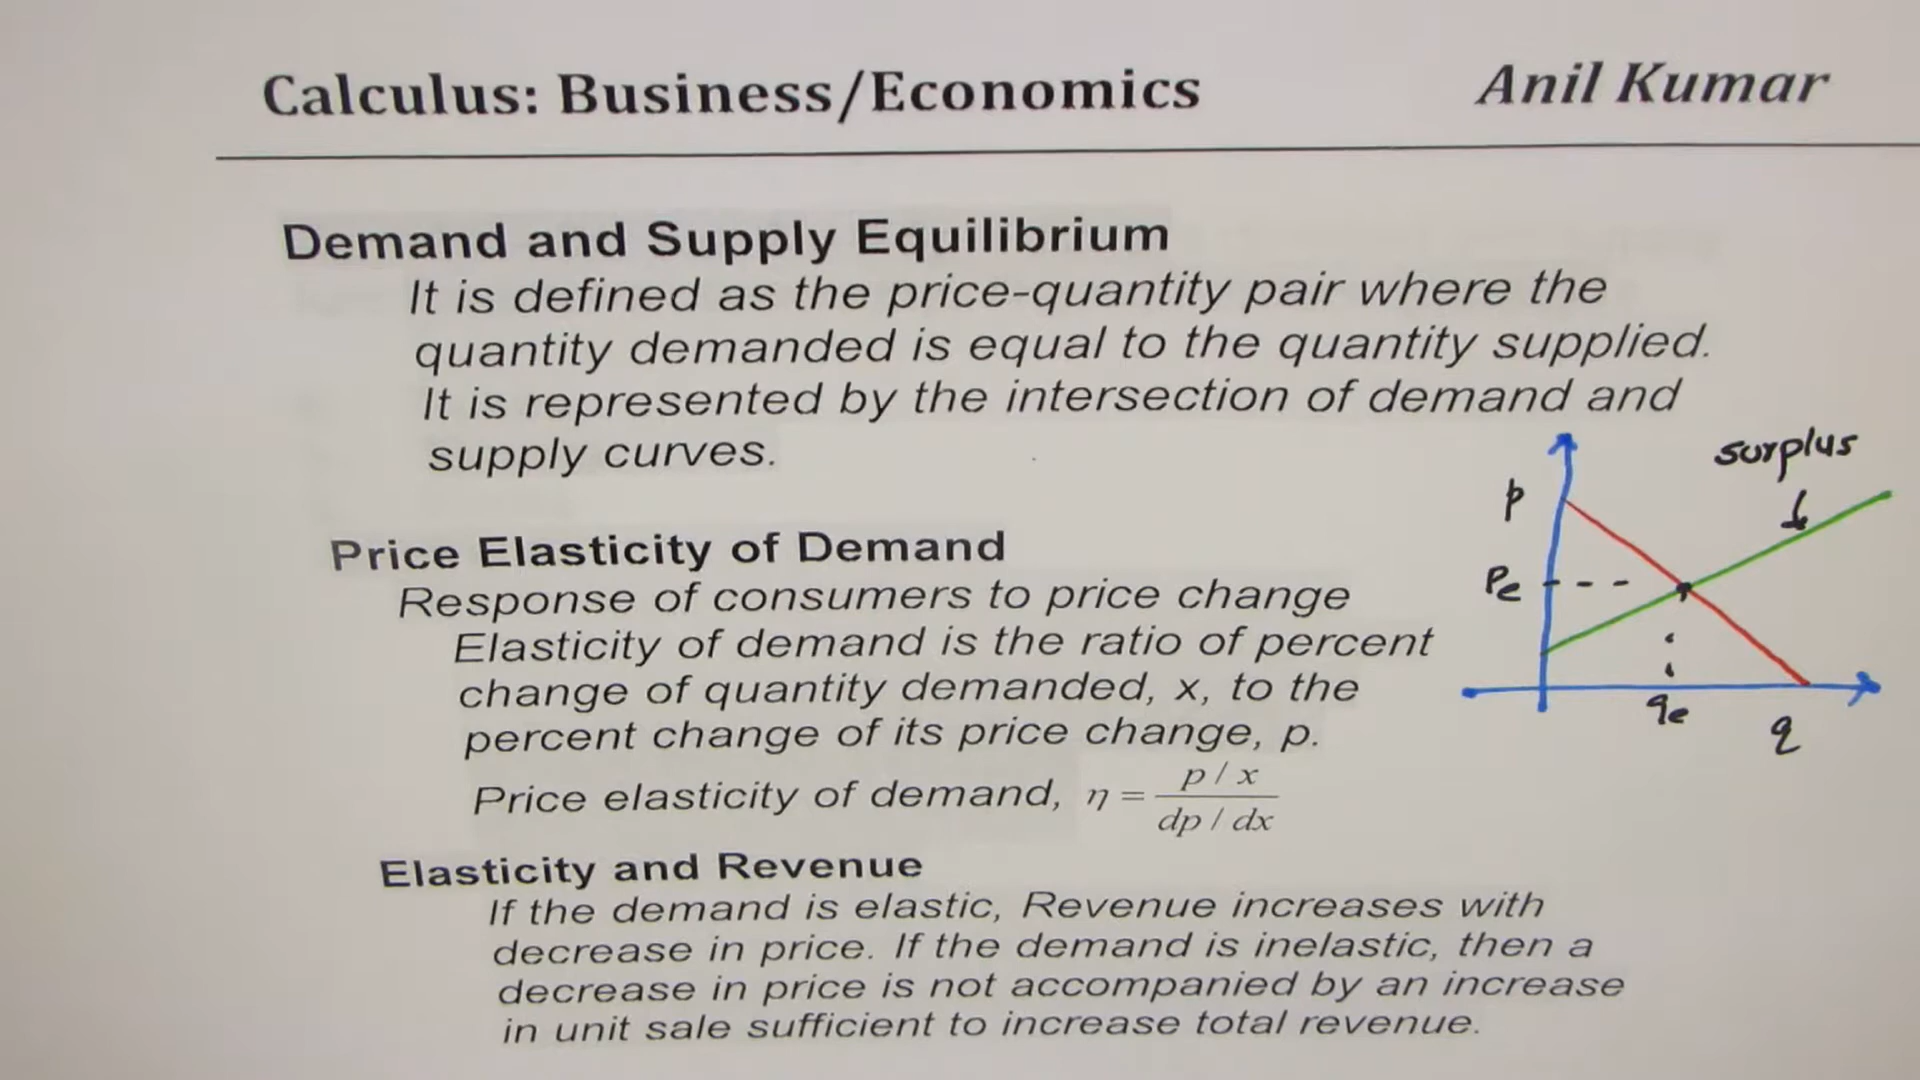 Calculus: Business/Economics Anil Kumar
Demand and Supply Equilibrium
It is defined as the price-quantity pair where the
quantity demanded is equal to the quantity supplied.
It is represented by the intersection of demand and
supply curves.
surplus
p
Pe
qe
q
Price Elasticity of Demand
Response of consumers to price change
Elasticity of demand is the ratio of percent
change of quantity demanded, x, to the
percent change of its price change, p.
Price elasticity of demand, η = (p / x) / (dp / dx)
Elasticity and Revenue
If the demand is elastic, Revenue increases with
decrease in price. If the demand is inelastic, then a
decrease in price is not accompanied by an increase
in unit sale sufficient to increase total revenue.